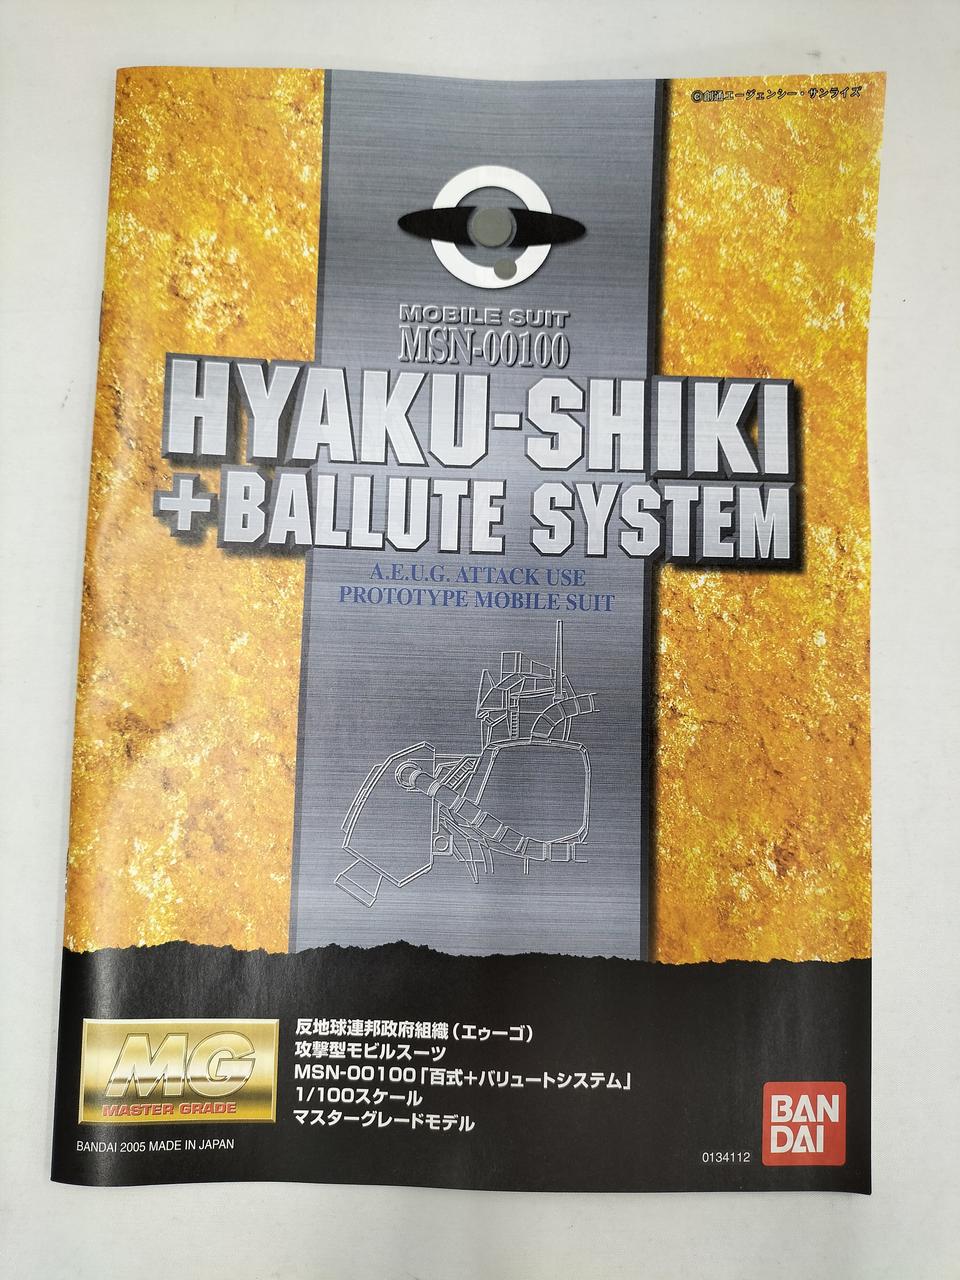 ©創通エージェンシー・サンライズ
MOBILE SUIT
MSN-00100
HYAKU-SHIKI
+BALLUTE SYSTEM
A.E.U.G. ATTACK USE
PROTOTYPE MOBILE SUIT
MG
MASTER GRADE
反地球連邦政府組織(エゥーゴ)
攻撃型モビルスーツ
MSN-00100「百式+バリュートシステム」
1/100スケール
マスターグレードモデル
BANDAI 2005 MADE IN JAPAN
0134112
BAN
DAI